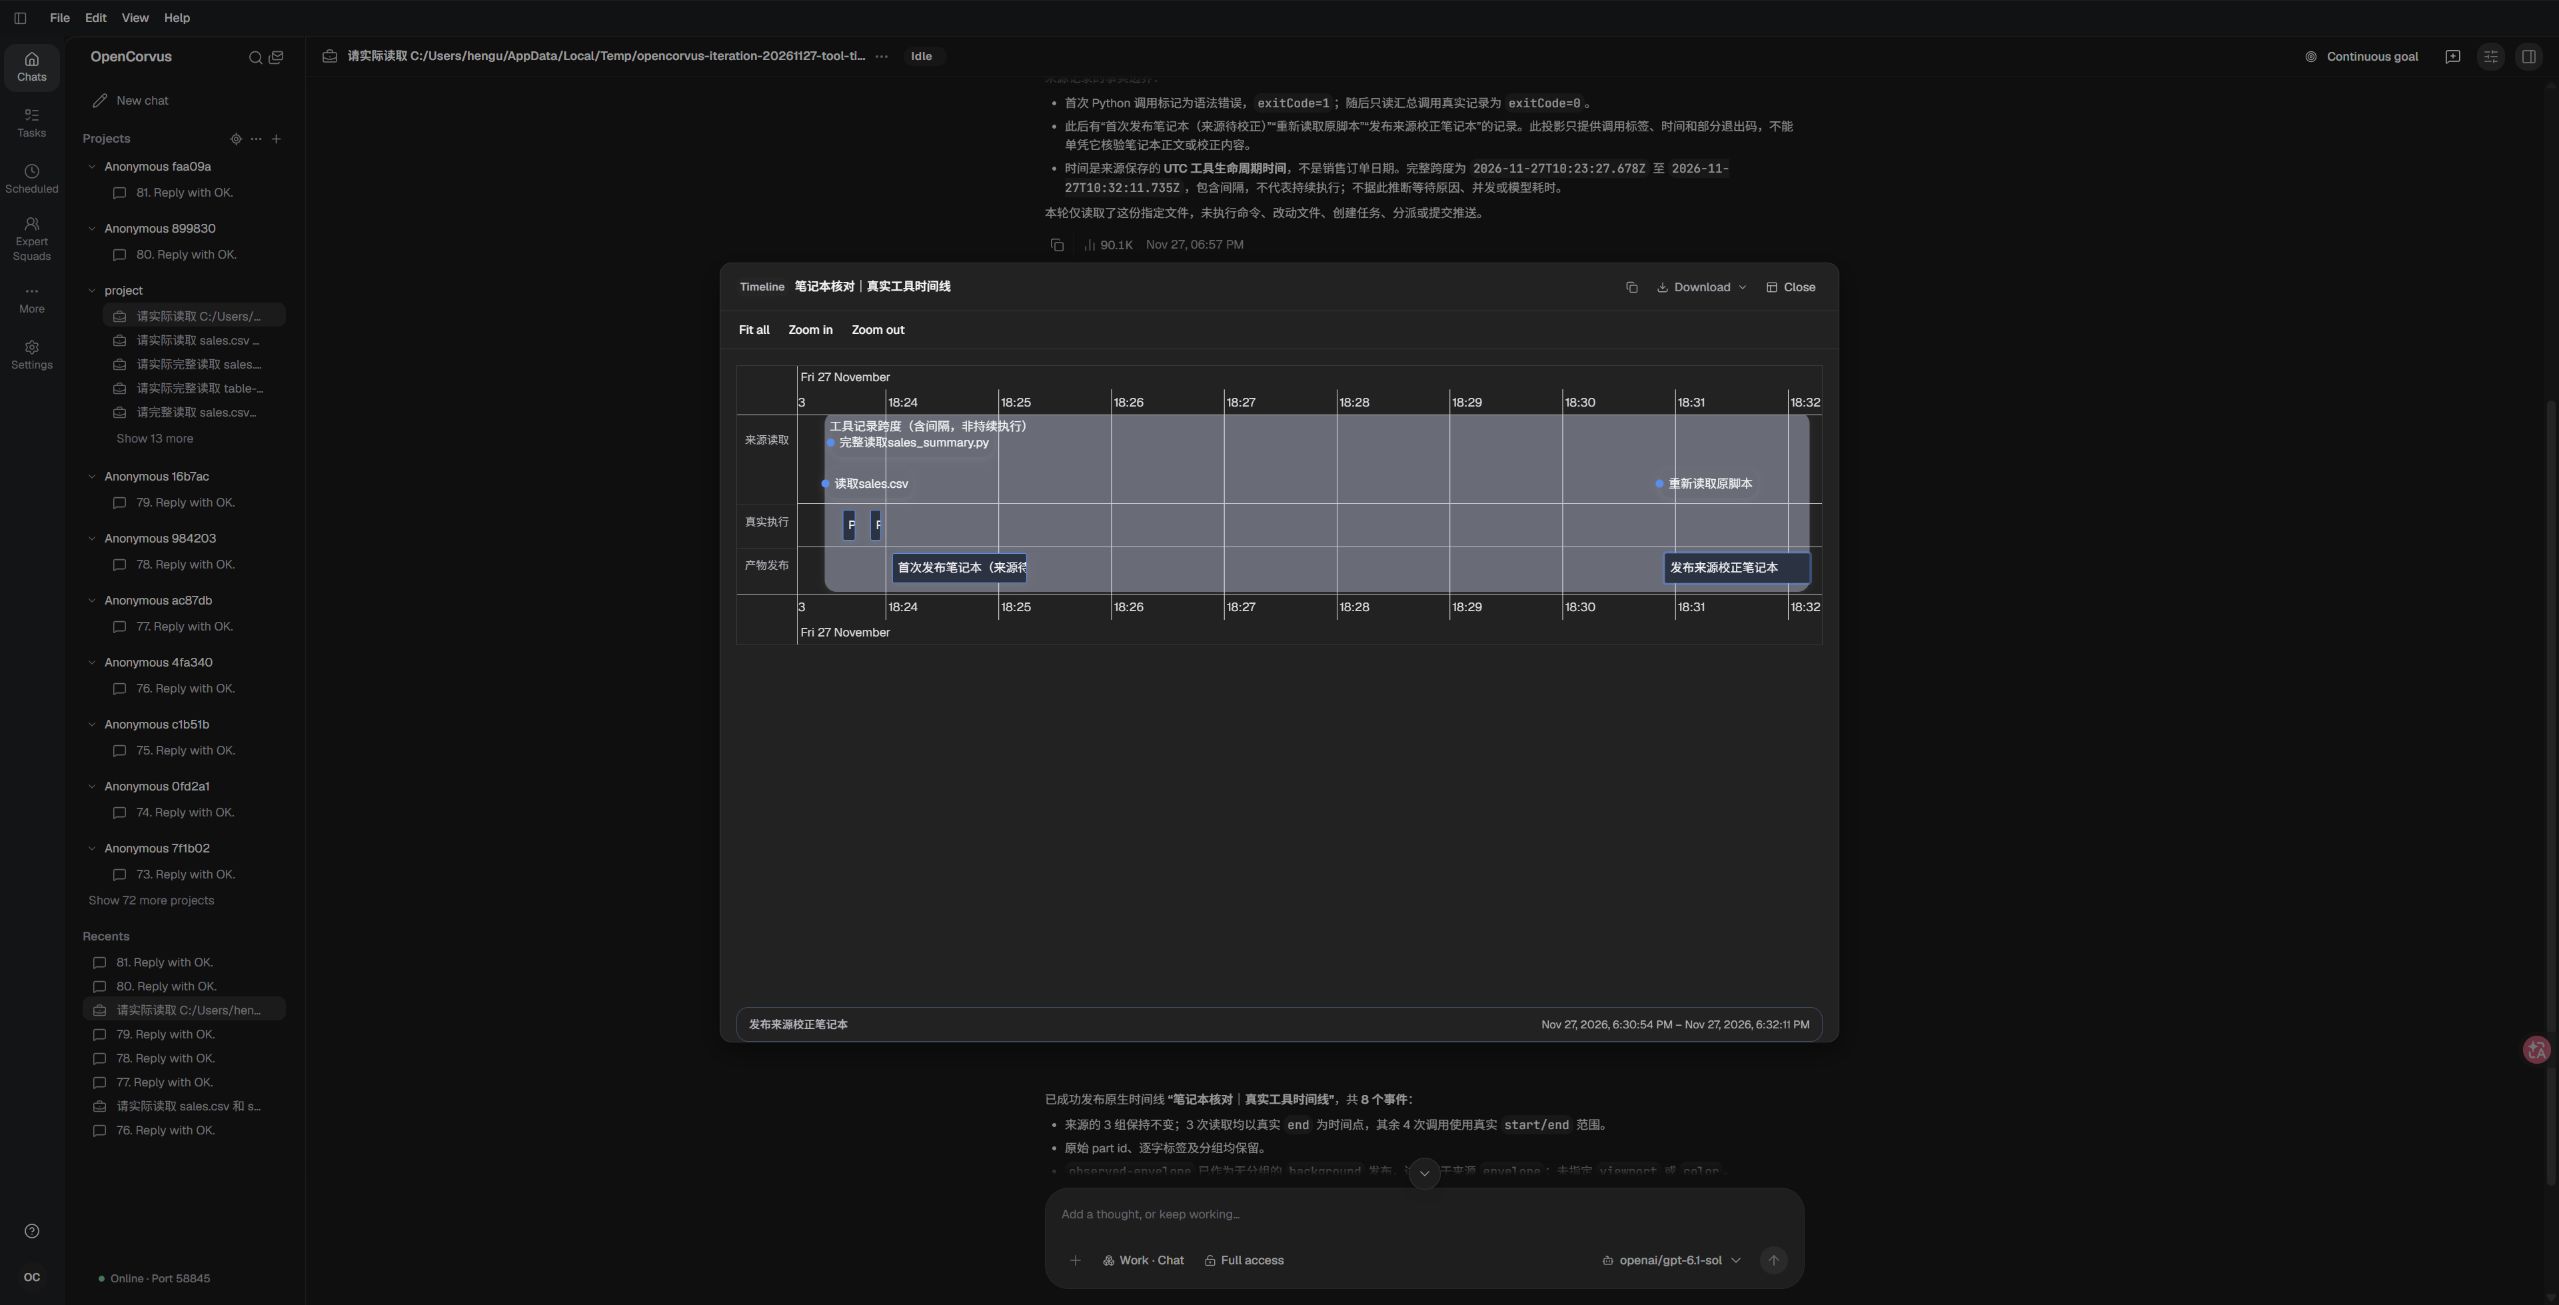 File Edit View Help
OpenCorvus
Chats
Tasks
Scheduled
Expert
Squads
More
Settings
OC
New chat
Projects
Anonymous faa09a
81. Reply with OK.
Anonymous 899830
80. Reply with OK.
project
请实际读取 C:/Users/...
请实际读取 sales.csv ...
请实际完整读取 sales....
请实际完整读取 table-...
请完整读取 sales.csv...
Show 13 more
Anonymous 16b7ac
79. Reply with OK.
Anonymous 984203
78. Reply with OK.
Anonymous ac87db
77. Reply with OK.
Anonymous 4fa340
76. Reply with OK.
Anonymous c1b51b
75. Reply with OK.
Anonymous 0fd2a1
74. Reply with OK.
Anonymous 7f1b02
73. Reply with OK.
Show 72 more projects
Recents
81. Reply with OK.
80. Reply with OK.
请实际读取 C:/Users/hen...
79. Reply with OK.
78. Reply with OK.
77. Reply with OK.
请实际读取 sales.csv 和 s...
76. Reply with OK.
Online · Port 58845
请实际读取 C:/Users/hengu/AppData/Local/Temp/opencorvus-iteration-20261127-tool-ti... ··· Idle
Continuous goal
来源记录的事实边界：
• 首次 Python 调用标记为语法错误，exitCode=1；随后只读汇总调用真实记录为 exitCode=0。
• 此后有“首次发布笔记本（来源待校正）”“重新读取原脚本”“发布来源校正笔记本”的记录。此投影只提供调用标签、时间和部分退出码，不能
单凭它核验笔记本正文或校正内容。
• 时间是来源保存的 UTC 工具生命周期时间，不是销售订单日期。完整跨度为 2026-11-27T10:23:27.678Z 至 2026-11-
27T10:32:11.735Z，包含间隔，不代表持续执行；不据此推断等待原因、并发或模型耗时。
本轮仅读取了这份指定文件，未执行命令、改动文件、创建任务、分派或提交推送。
90.1K Nov 27, 06:57 PM
Timeline 笔记本核对｜真实工具时间线
Download Close
Fit all Zoom in Zoom out
Fri 27 November
3 18:24 18:25 18:26 18:27 18:28 18:29 18:30 18:31 18:32
工具记录跨度（含间隔，非持续执行）
来源读取
完整读取sales_summary.py
读取sales.csv
重新读取原脚本
真实执行
P
F
产物发布
首次发布笔记本（来源待
发布来源校正笔记本
3 18:24 18:25 18:26 18:27 18:28 18:29 18:30 18:31 18:32
Fri 27 November
发布来源校正笔记本 Nov 27, 2026, 6:30:54 PM – Nov 27, 2026, 6:32:11 PM
已成功发布原生时间线 “笔记本核对｜真实工具时间线”，共 8 个事件：
• 来源的 3 组保持不变；3 次读取均以真实 end 为时间点，其余 4 次调用使用真实 start/end 范围。
• 原始 part id、逐字标签及分组均保留。
• observed-envelope 已作为无分组的 background 发布，于来源 envelope；未指定 viewport 或 color。
Add a thought, or keep working...
Work · Chat Full access
openai/gpt-6.1-sol